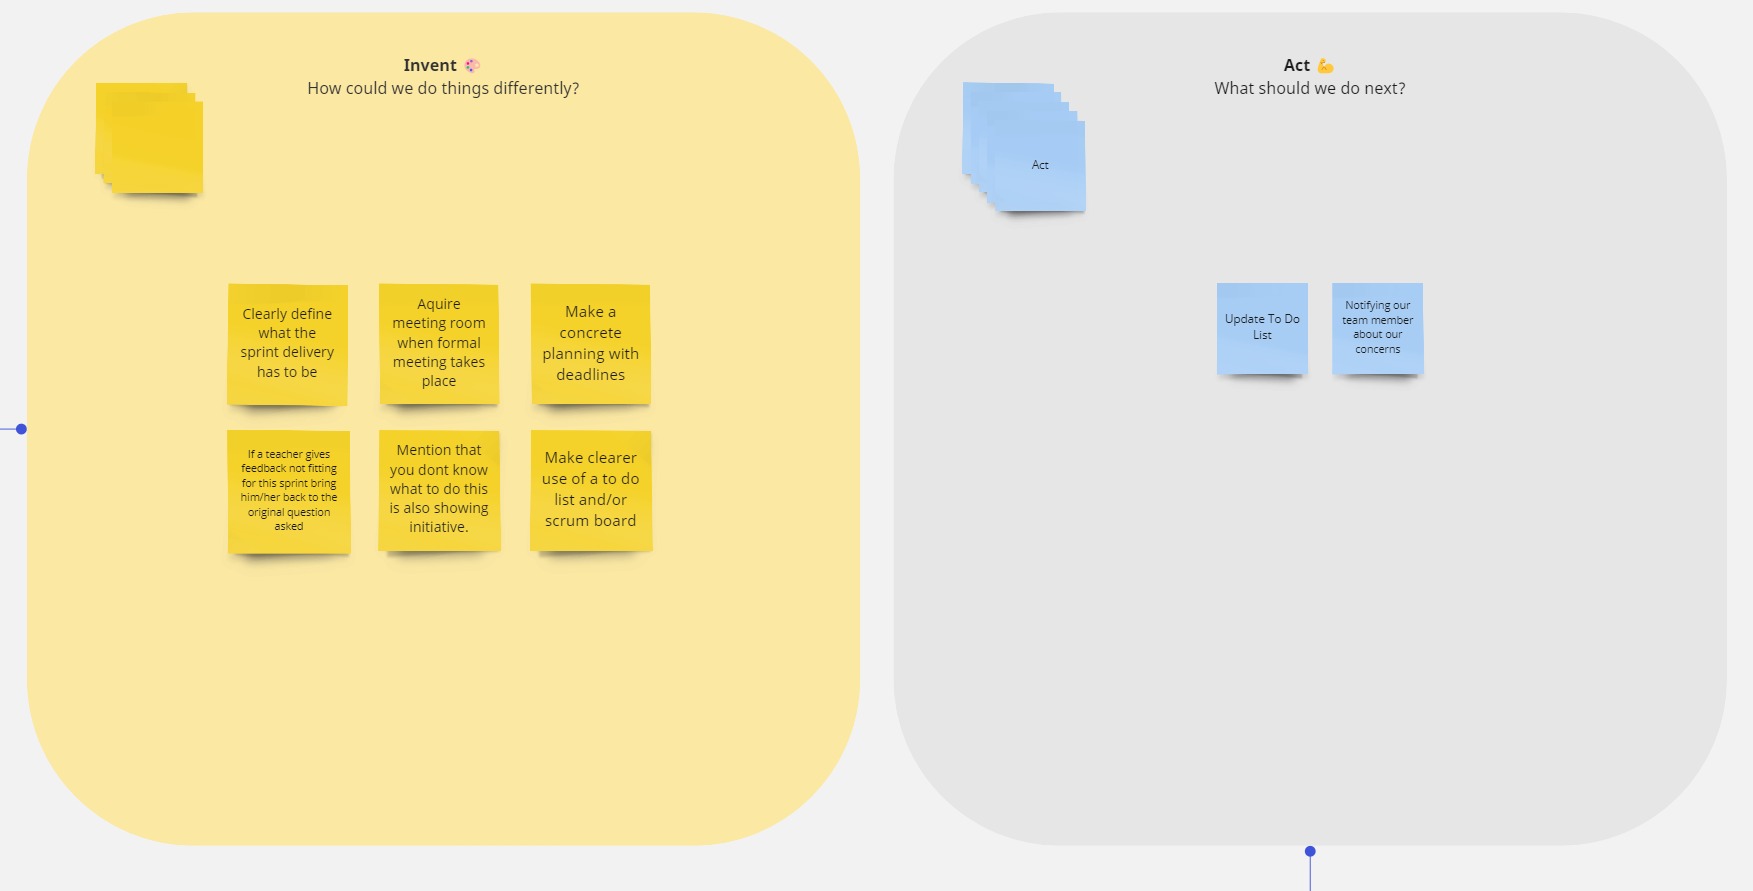 Invent 🎨
How could we do things differently?
Clearly define
what the
sprint delivery
has to be
Aquire
meeting room
when formal
meeting takes
place
Make a
concrete
planning with
deadlines
If a teacher gives
feedback not fitting
for this sprint bring
him/her back to the
original question
asked
Mention that
you dont know
what to do this
is also showing
initiative.
Make clearer
use of a to do
list and/or
scrum board
Act 💪
What should we do next?
Act
Update To Do
List
Notifying our
team member
about our
concerns